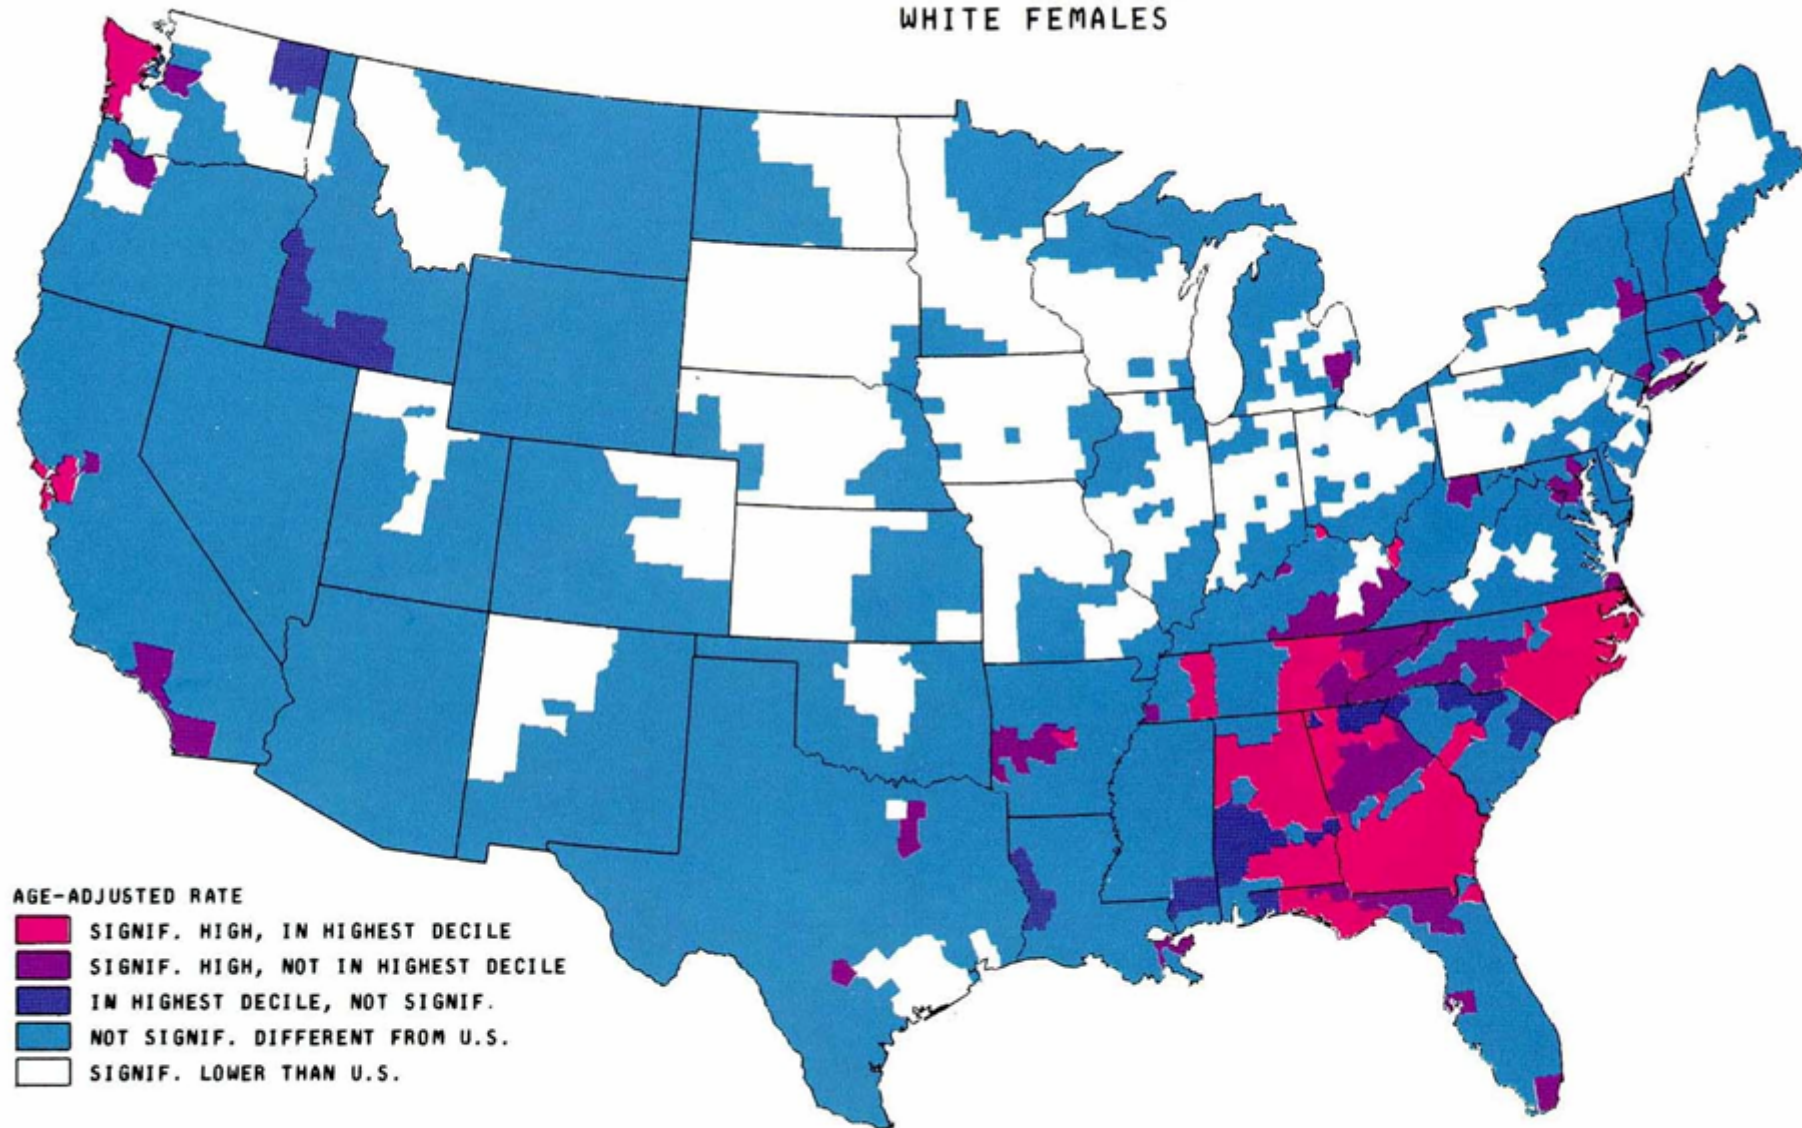 WHITE FEMALES
AGE-ADJUSTED RATE
SIGNIF. HIGH, IN HIGHEST DECILE
SIGNIF. HIGH, NOT IN HIGHEST DECILE
IN HIGHEST DECILE, NOT SIGNIF.
NOT SIGNIF. DIFFERENT FROM U.S.
SIGNIF. LOWER THAN U.S.